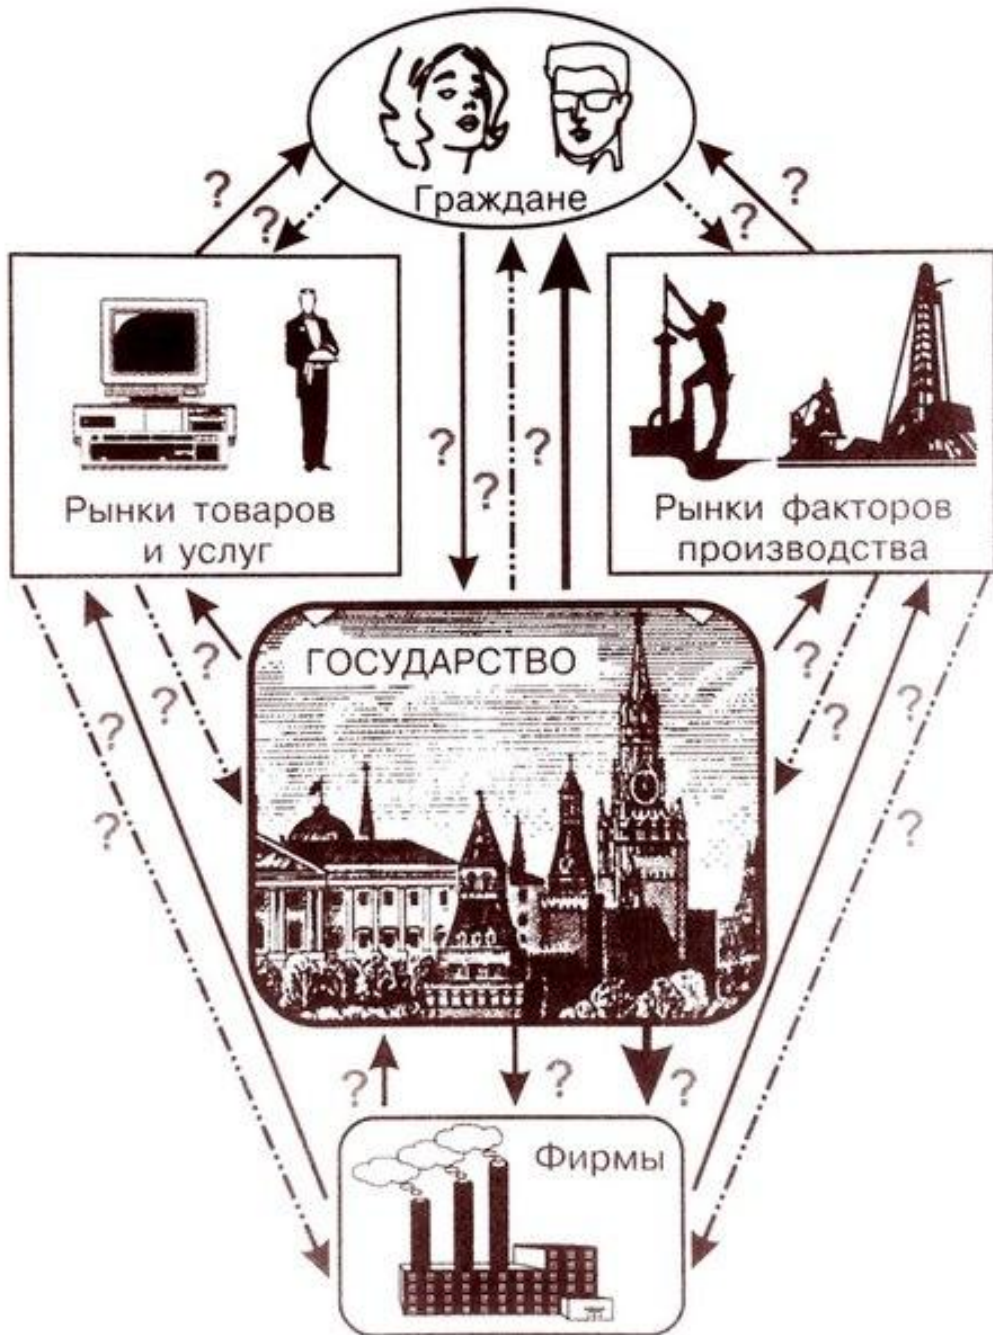 Граждане
?
?
?
?
Рынки товаров
и услуг
Рынки факторов
производства
?
?
?
ГОСУДАРСТВО
?
?
?
?
?
?
?
?
?
?
?
Фирмы